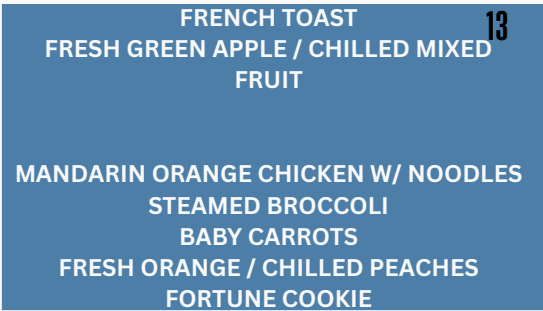 FRENCH TOAST
13
FRESH GREEN APPLE / CHILLED MIXED
FRUIT
MANDARIN ORANGE CHICKEN W/ NOODLES
STEAMED BROCCOLI
BABY CARROTS
FRESH ORANGE / CHILLED PEACHES
FORTUNE COOKIE